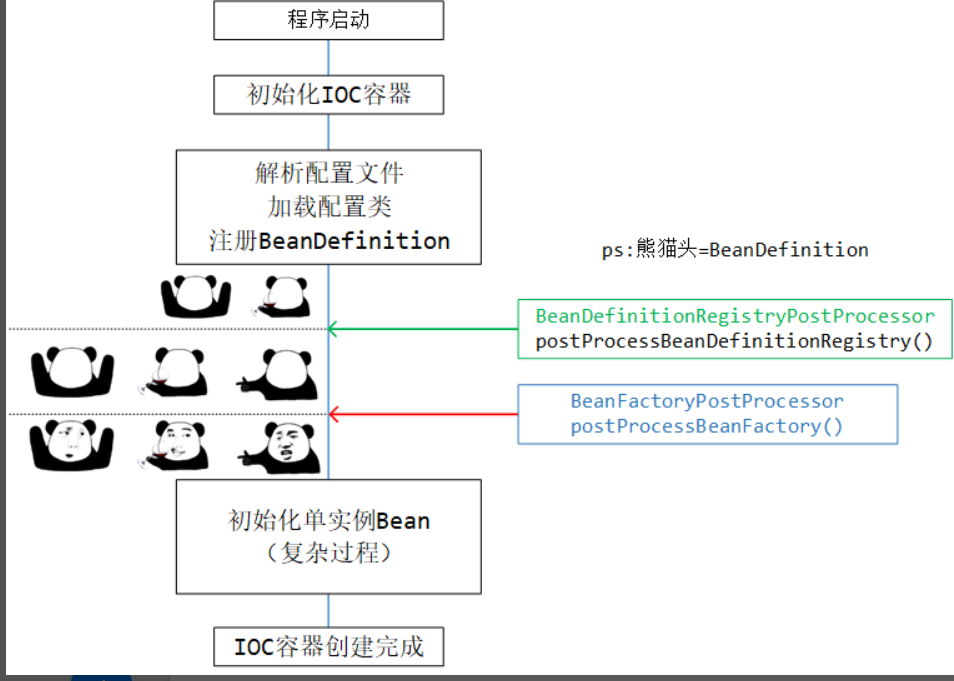 程序启动
初始化IOC容器
解析配置文件
加载配置类
注册BeanDefinition
ps:熊猫头=BeanDefinition
BeanDefinitionRegistryPostProcessor
postProcessBeanDefinitionRegistry()
BeanFactoryPostProcessor
postProcessBeanFactory()
初始化单实例Bean
（复杂过程）
IOC容器创建完成